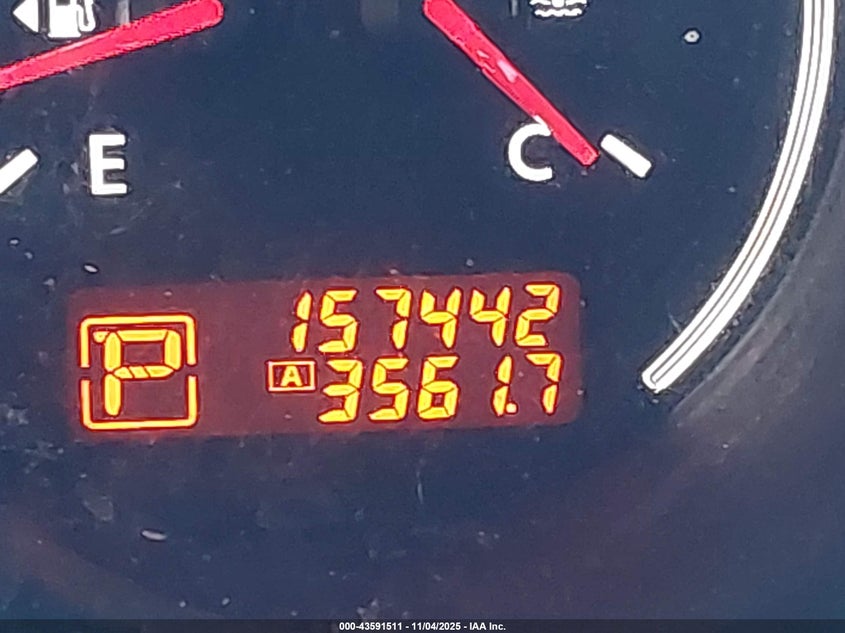 E
C
157442
P
A 3561.7
000-43591511 - 11/04/2025 - IAA Inc.